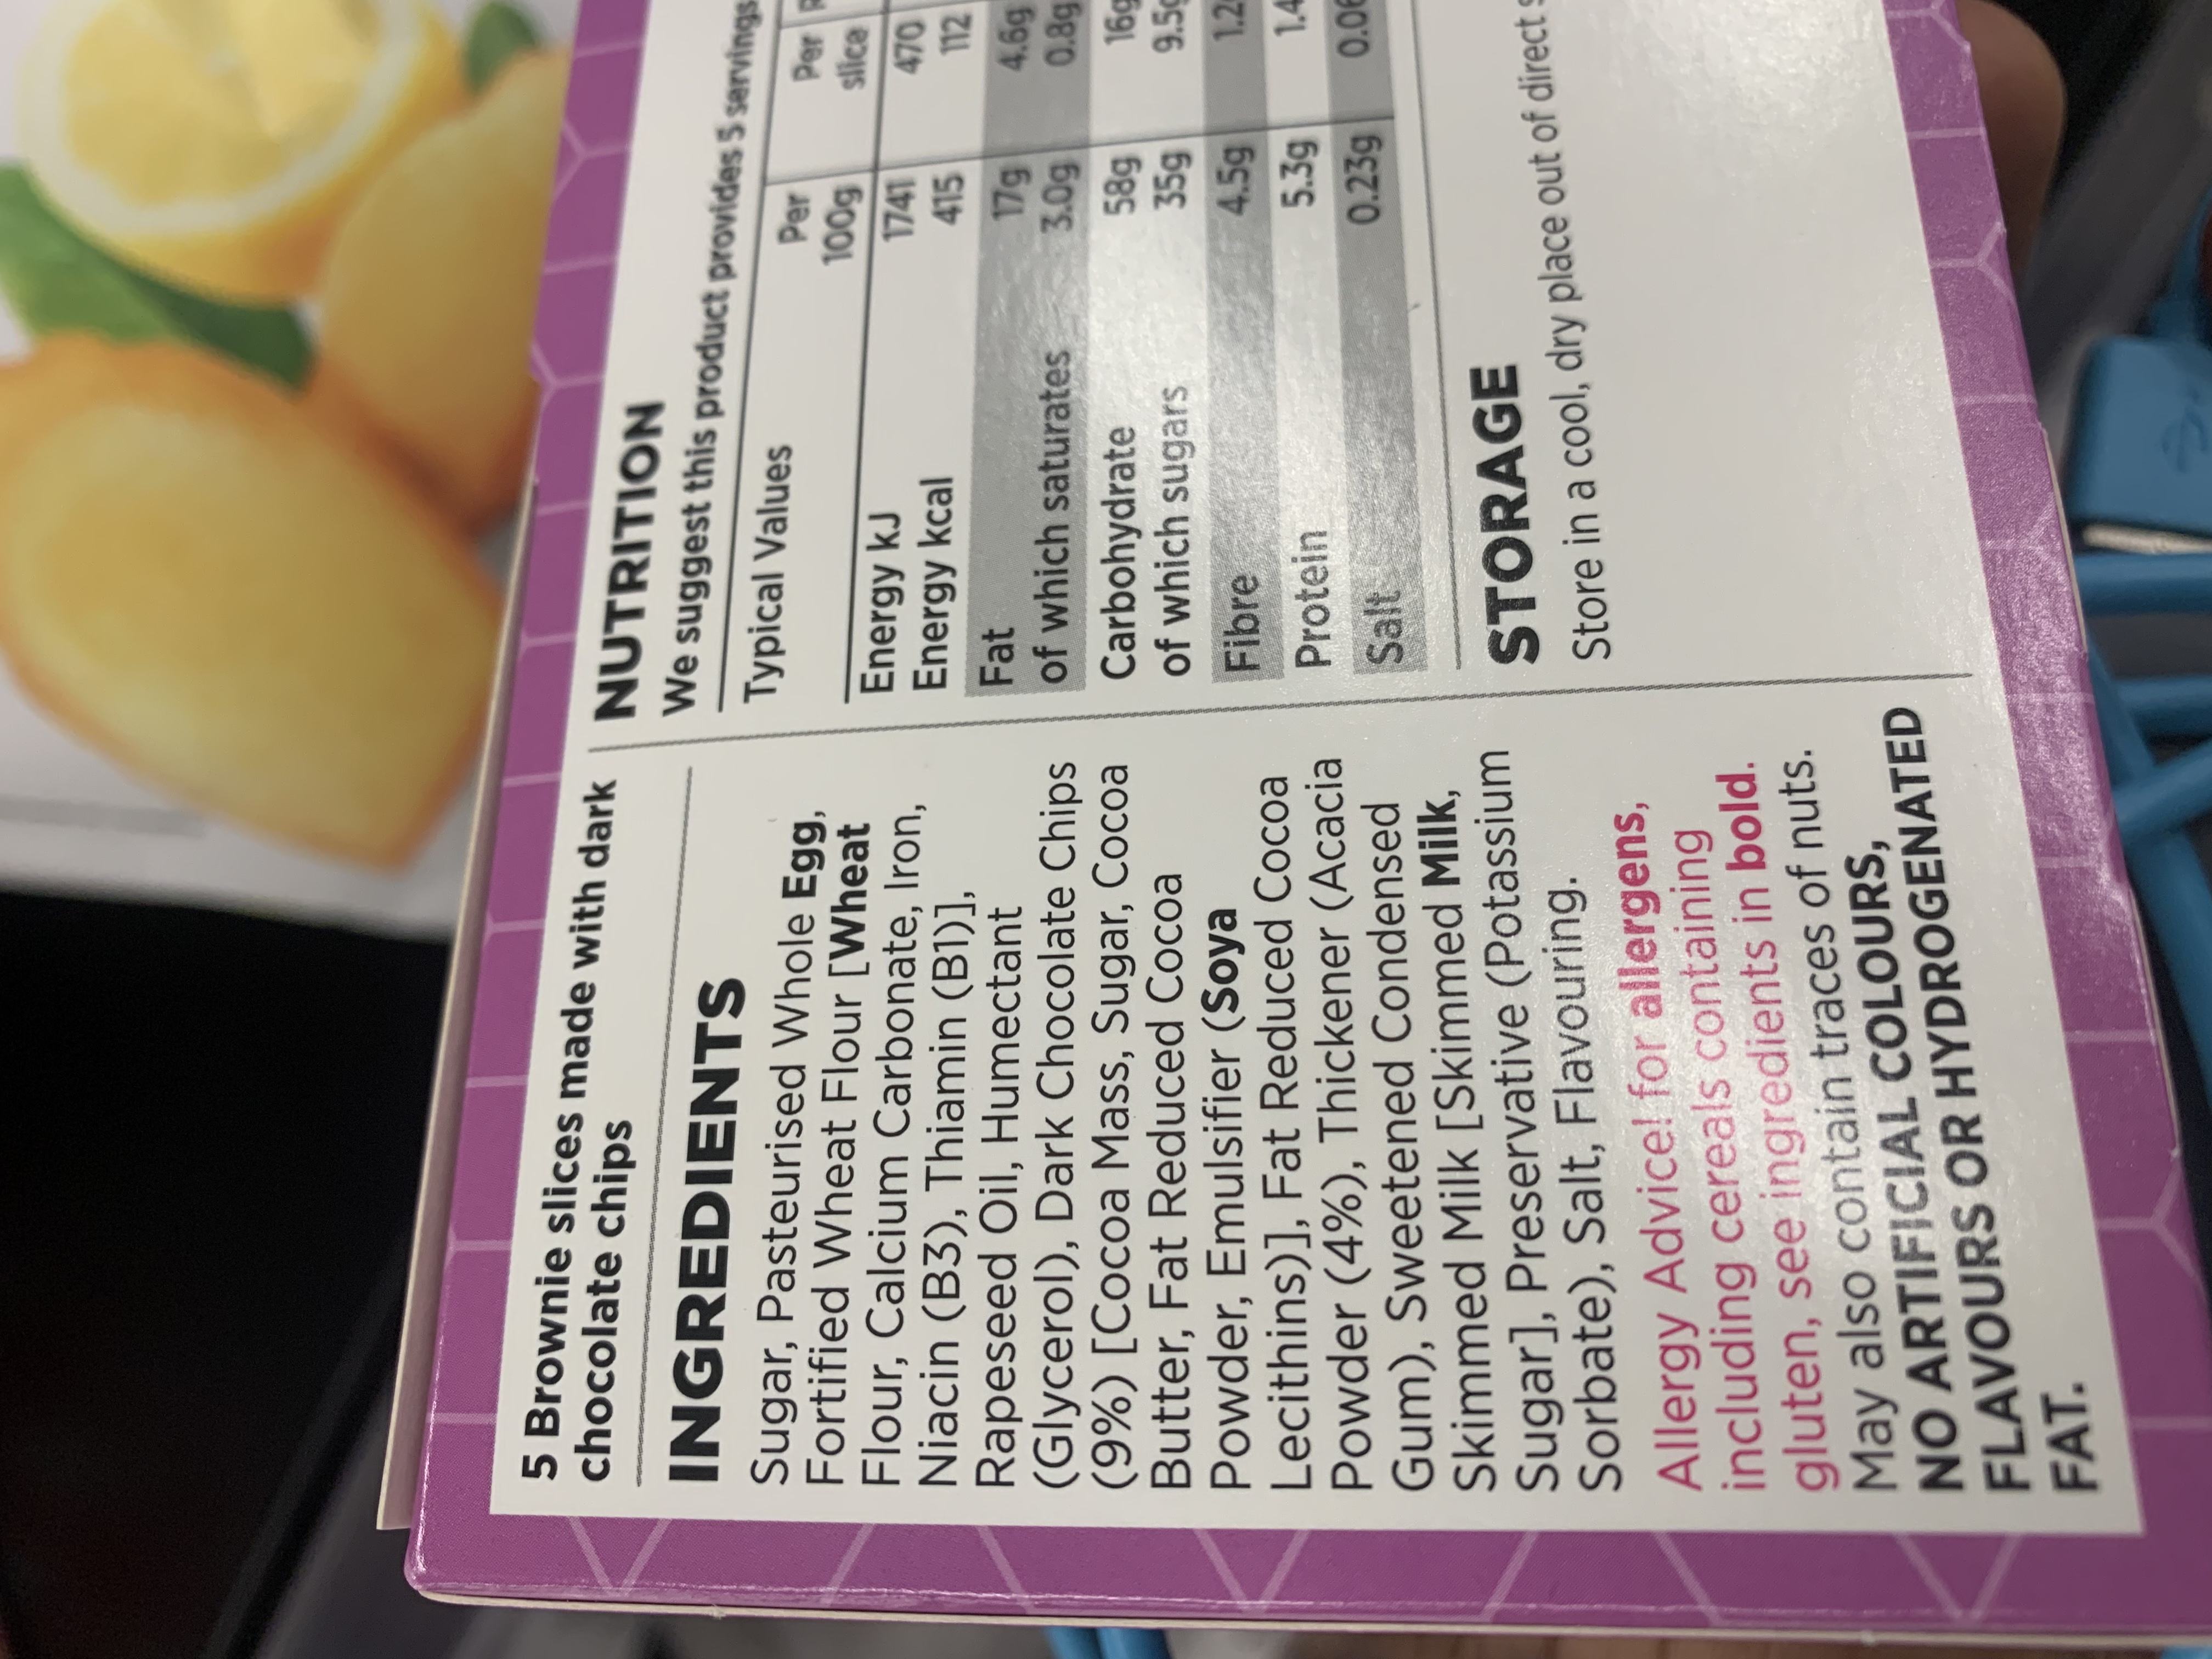 5 Brownie slices made with dark
chocolate chips
INGREDIENTS
Sugar, Pasteurised Whole Egg,
Fortified Wheat Flour [Wheat
Flour, Calcium Carbonate, Iron,
Niacin (B3), Thiamin (B1)],
Rapeseed Oil, Humectant
(Glycerol), Dark Chocolate Chips
(9%) [Cocoa Mass, Sugar, Cocoa
Butter, Fat Reduced Cocoa
Powder, Emulsifier (Soya
Lecithins)], Fat Reduced Cocoa
Powder (4%), Thickener (Acacia
Gum), Sweetened Condensed
Skimmed Milk [Skimmed Milk,
Sugar], Preservative (Potassium
Sorbate), Salt, Flavouring.
Allergy Advice! for allergens,
including cereals containing
gluten, see ingredients in bold.
May also contain traces of nuts.
NO ARTIFICIAL COLOURS,
FLAVOURS OR HYDROGENATED
FAT.
NUTRITION
We suggest this product provides 5 servings
Typical Values Per 100g Per slice
Energy kJ 1741 470
Energy kcal 415 112
Fat 17g 4.6g
of which saturates 3.0g 0.8g
Carbohydrate 58g 16g
of which sugars 35g 9.5g
Fibre 4.5g 1.2
Protein 5.3g 1.4
Salt 0.23g 0.06
STORAGE
Store in a cool, dry place out of direct